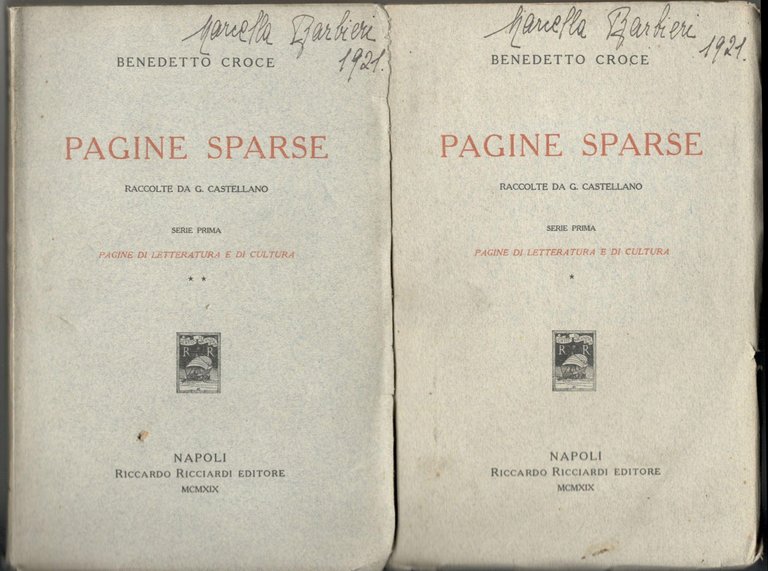 Marcella Barbieri
1921.
BENEDETTO CROCE
PAGINE SPARSE
RACCOLTE DA G. CASTELLANO
SERIE PRIMA
PAGINE DI LETTERATURA E DI CULTURA
★ ★
R R
NAPOLI
RICCARDO RICCIARDI EDITORE
MCMXIX
Marcella Barbieri
1921.
BENEDETTO CROCE
PAGINE SPARSE
RACCOLTE DA G. CASTELLANO
SERIE PRIMA
PAGINE DI LETTERATURA E DI CULTURA
★
R R
NAPOLI
RICCARDO RICCIARDI EDITORE
MCMXIX